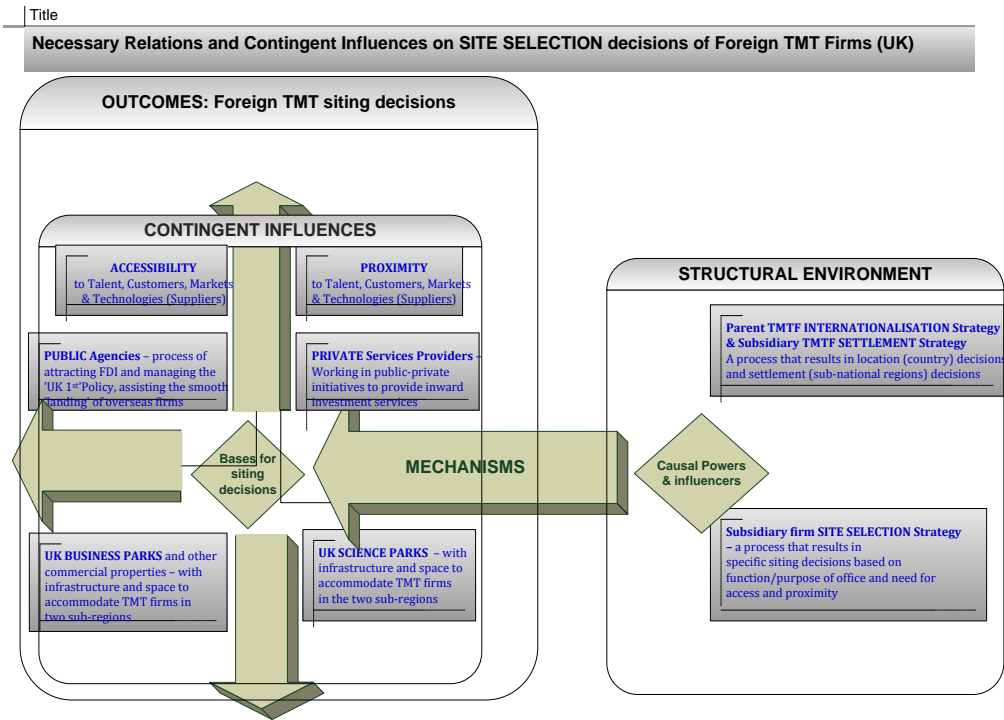 Title
Necessary Relations and Contingent Influences on SITE SELECTION decisions of Foreign TMT Firms (UK)
OUTCOMES: Foreign TMT siting decisions
CONTINGENT INFLUENCES
ACCESSIBILITY
to Talent, Customers, Markets
& Technologies (Suppliers)
PROXIMITY
to Talent, Customers, Markets
& Technologies (Suppliers)
PUBLIC Agencies – process of
attracting FDI and managing the
‘UK 1st’Policy, assisting the smooth
‘landing’ of overseas firms
PRIVATE Services Providers –
Working in public-private
initiatives to provide inward
investment services
Bases for
siting
decisions
MECHANISMS
UK BUSINESS PARKS and other
commercial properties – with
infrastructure and space to
accommodate TMT firms in
two sub-regions
UK SCIENCE PARKS – with
infrastructure and space to
accommodate TMT firms
in the two sub-regions
STRUCTURAL ENVIRONMENT
Parent TMTF INTERNATIONALISATION Strategy
& Subsidiary TMTF SETTLEMENT Strategy
A process that results in location (country) decisions
and settlement (sub-national regions) decisions
Causal Powers
& influencers
Subsidiary firm SITE SELECTION Strategy
– a process that results in
specific siting decisions based on
function/purpose of office and need for
access and proximity